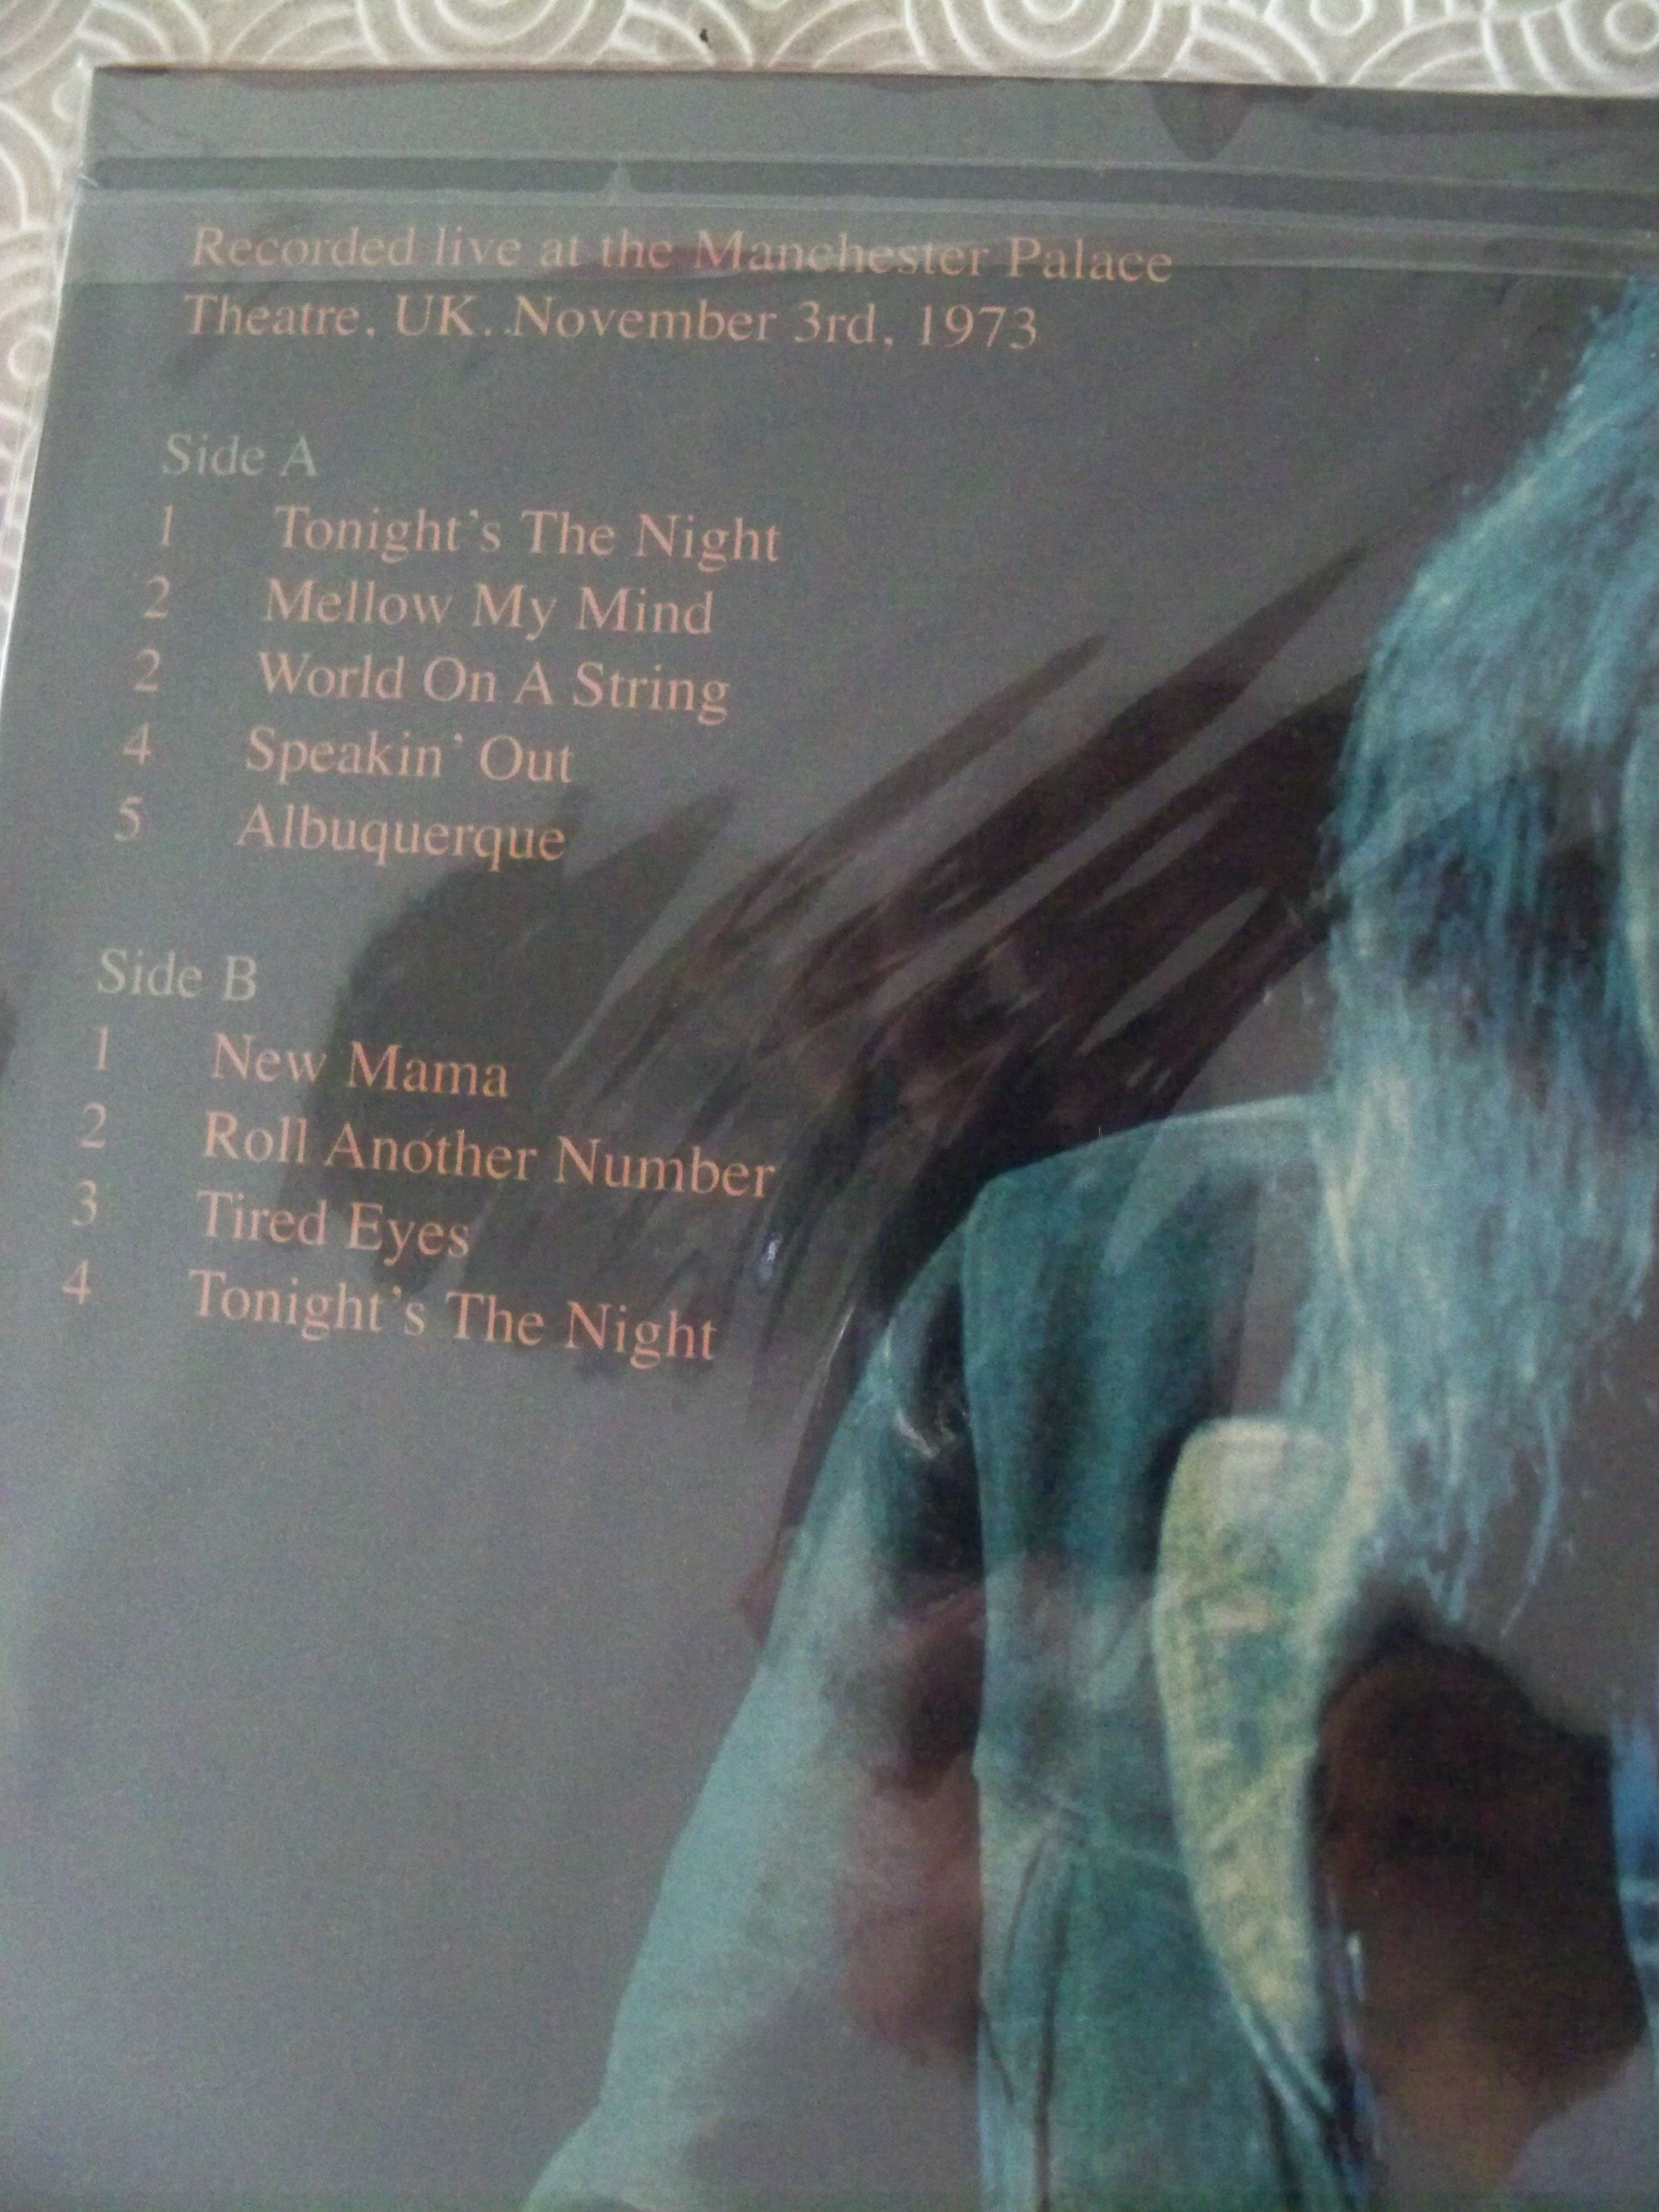 Recorded live at the Manchester Palace
Theatre, UK. November 3rd, 1973
Side A
1 Tonight's The Night
2 Mellow My Mind
2 World On A String
4 Speakin' Out
5 Albuquerque
Side B
1 New Mama
2 Roll Another Number
3 Tired Eyes
4 Tonight's The Night